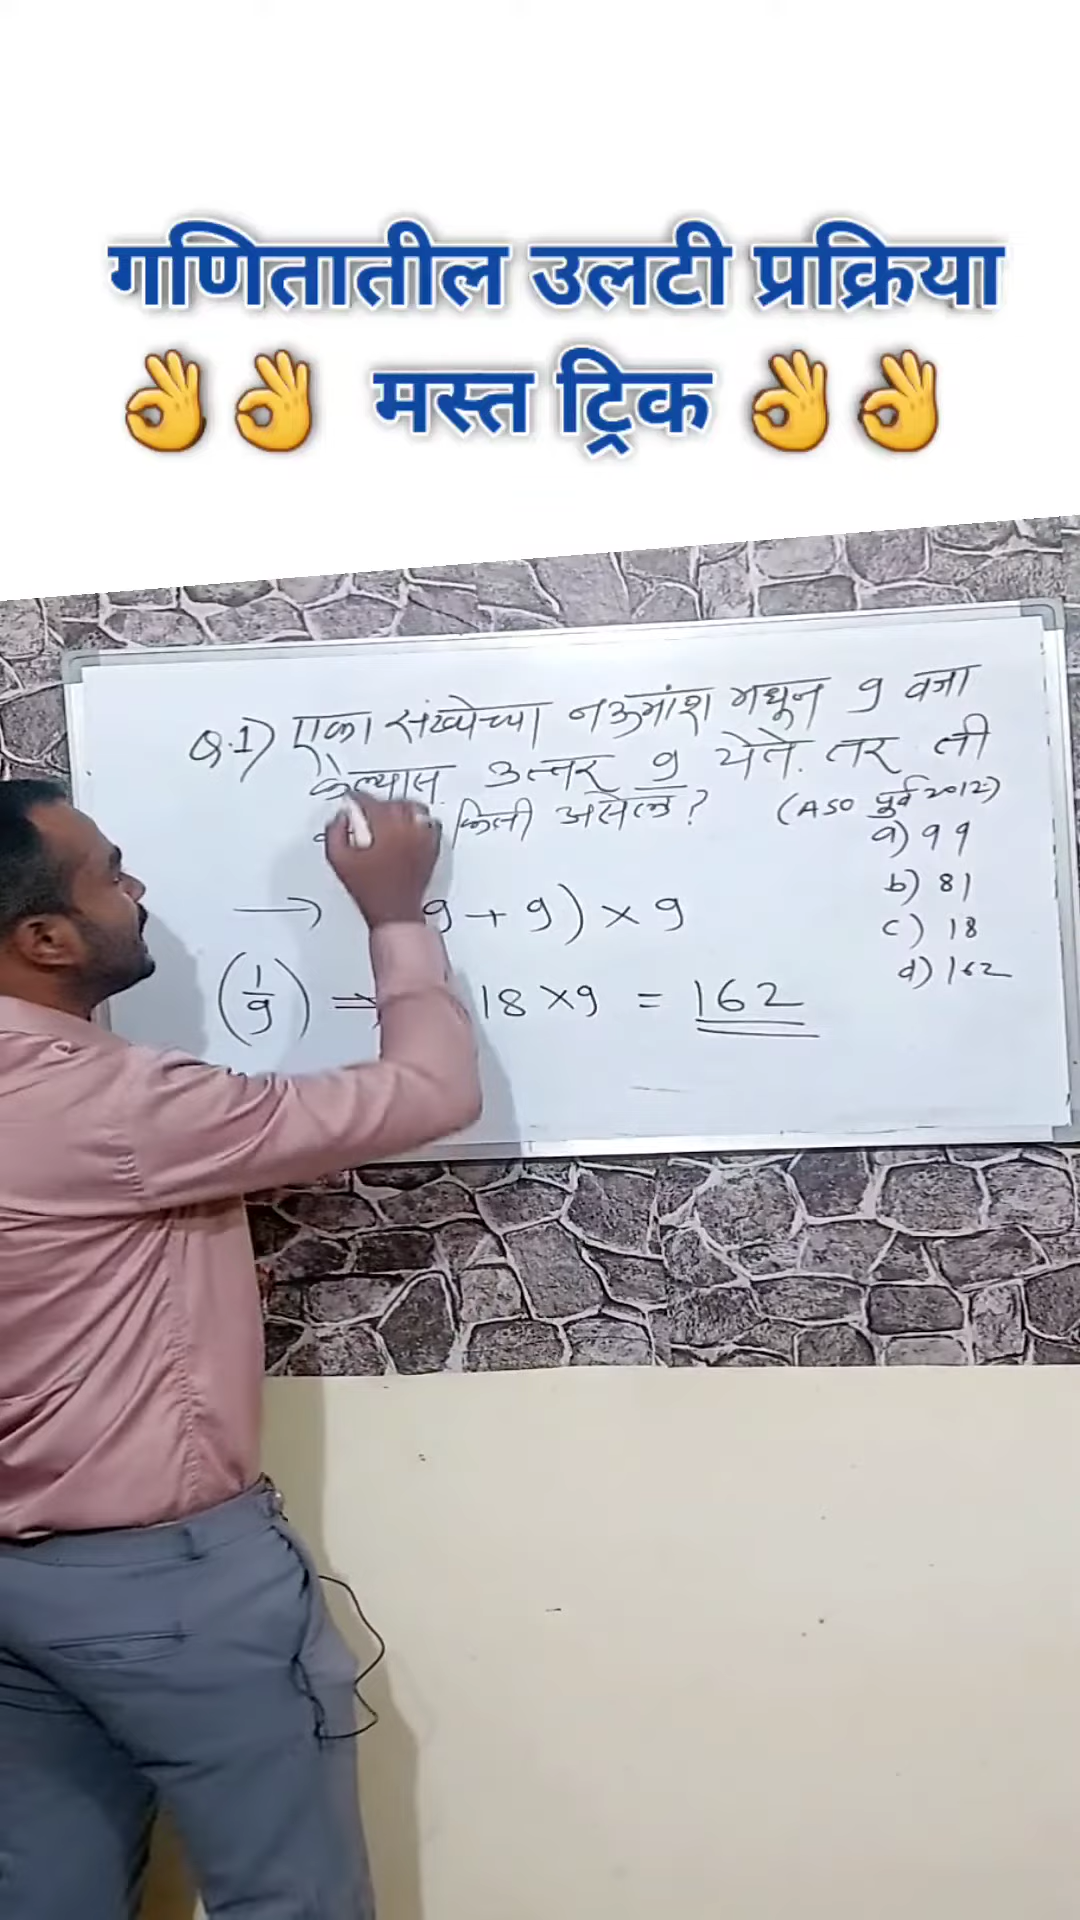 गणितातील उलटी प्रक्रिया
👌👌 मस्त ट्रिक 👌👌
Q.1) एका संख्येच्या नऊमांश मधून 9 वजा
केल्यास उत्तर 9 येते. तर ती
किती असेल?
(ASO पूर्व 2012)
a) 99
b) 81
c) 18
d) 162
→ 9 + 9) × 9
(1/9) ⇒ 18 × 9 = 162